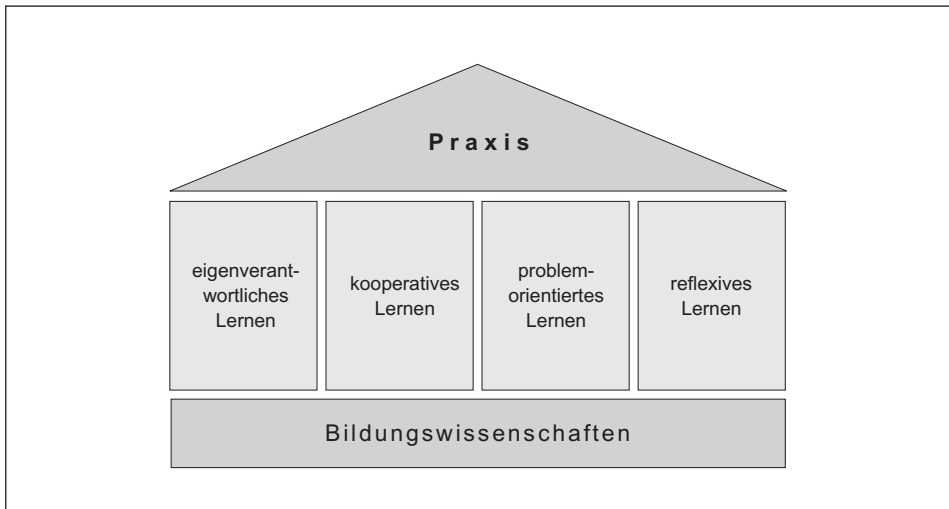 Praxis
eigenverant-
wortliches
Lernen
kooperatives
Lernen
problem-
orientiertes
Lernen
reflexives
Lernen
Bildungswissenschaften